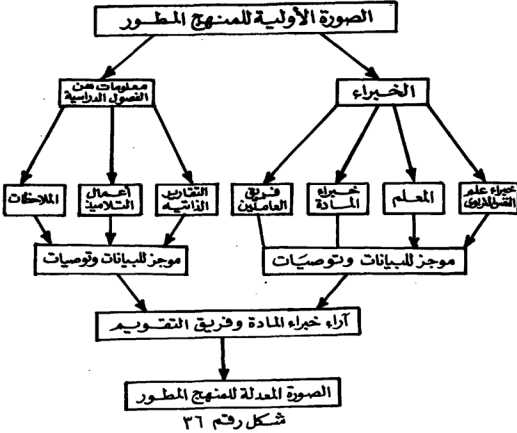 الصورة الأولية للمنهج المطور
الخبراء
معلومات من
الفصول الدراسية
خبراء علم
النفس التربوى
المعلم
خبراء
المادة
فريق
العاملين
التقارير
الذاتية
أعمال
التلاميذ
الملاحظات
موجز للبيانات وتوصيات
موجز للبيانات وتوصيات
آراء خبراء المادة وفريق التقويم
الصورة المعدلة للمنهج المطور
شكل رقم ٣٦